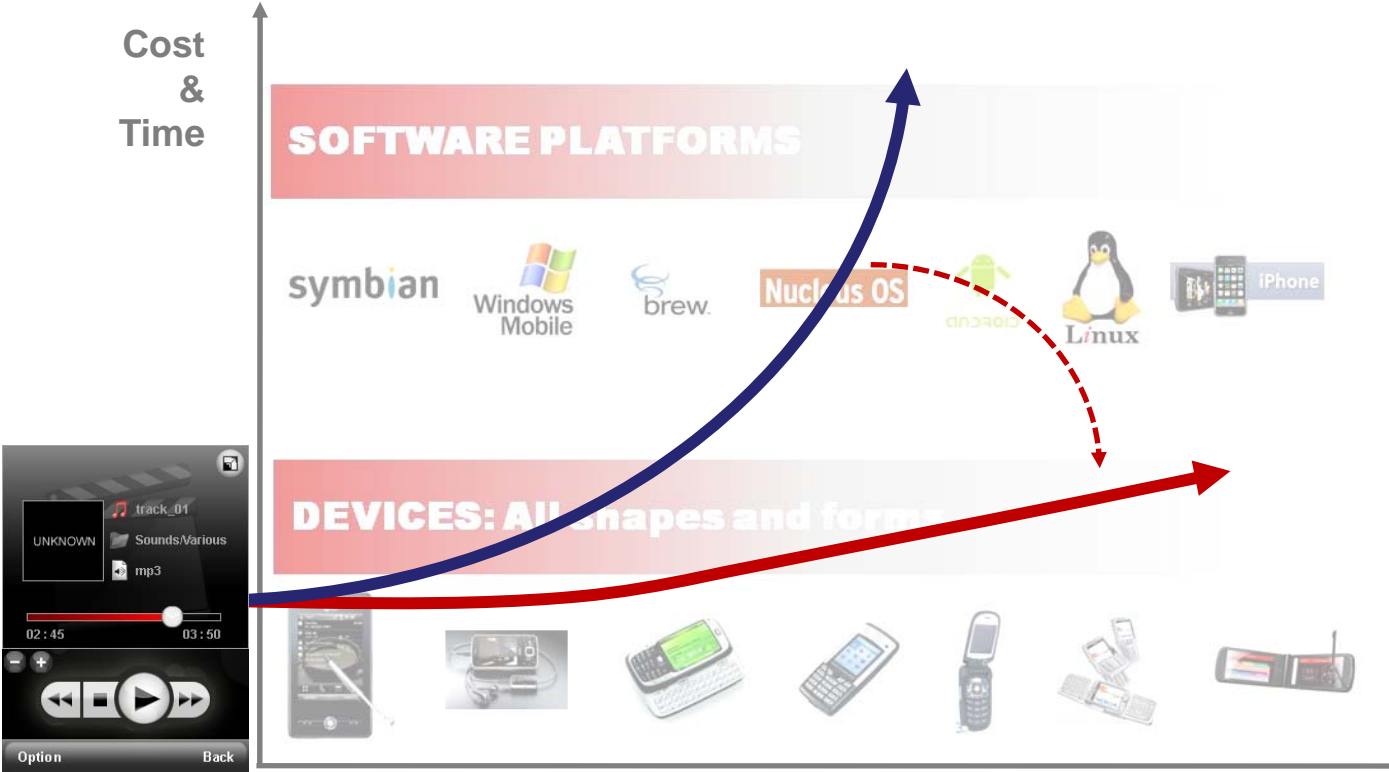 Cost
&
Time
SOFTWARE PLATFORMS
symbian
Windows
Mobile
brew.
Nucleus OS
android
Linux
iPhone
track_01
UNKNOWN
Sounds/Various
mp3
02:45
03:50
Option
Back
DEVICES: All shapes and forms